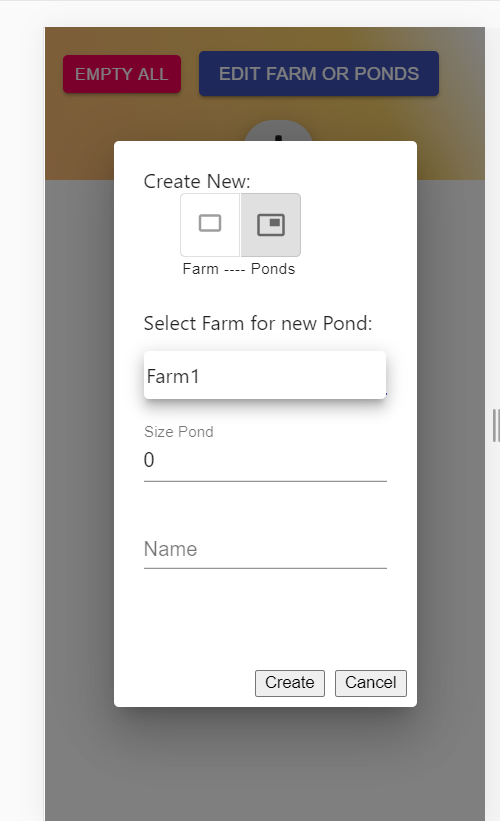 EMPTY ALL
EDIT FARM OR PONDS
Create New:
Farm ---- Ponds
Select Farm for new Pond:
Farm1
Size Pond
0
Name
Create
Cancel